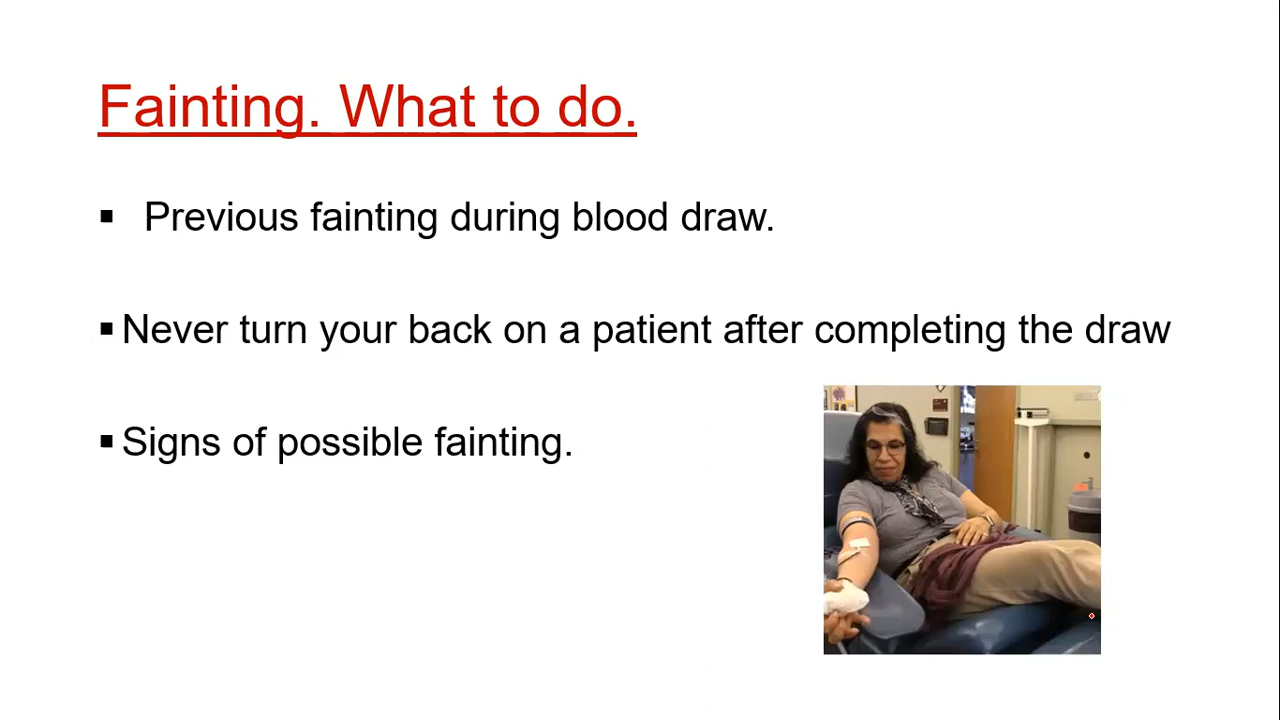 Fainting. What to do.
▪ Previous fainting during blood draw.
▪ Never turn your back on a patient after completing the draw
▪ Signs of possible fainting.